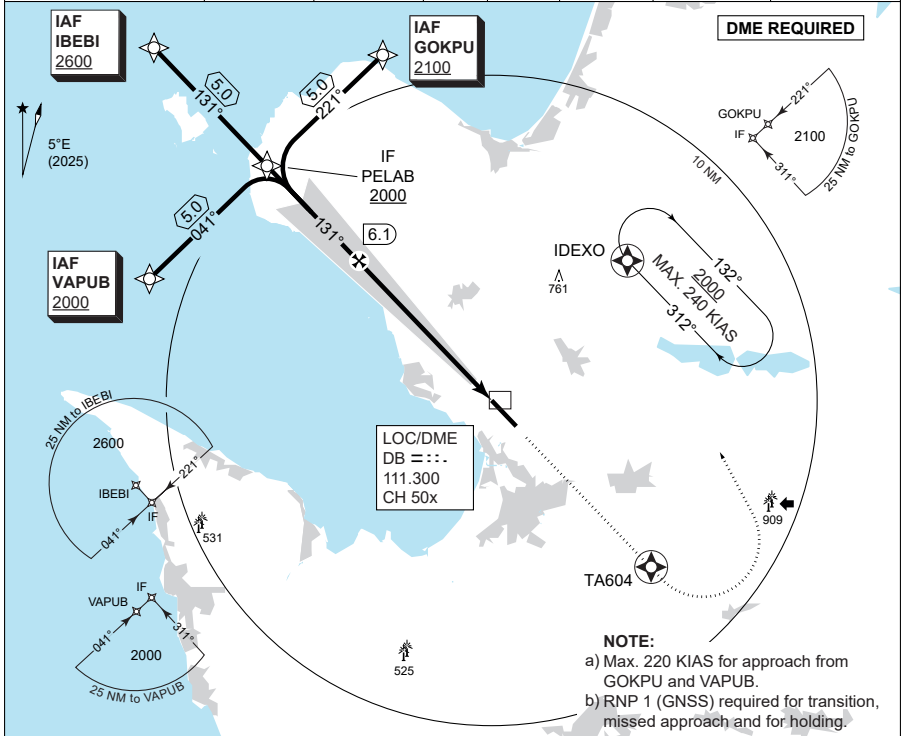 IAF
IBEBI
2600
IAF
GOKPU
2100
DME REQUIRED
5°E
(2025)
5.0
131°
5.0
221°
GOKPU
IF
221°
2100
311°
25 NM to GOKPU
IF
PELAB
2000
10 NM
5.0
041°
131°
6.1
IAF
VAPUB
2000
IDEXO
761
132°
2000
MAX. 240 KIAS
312°
25 NM to IBEBI
2600
221°
IBEBI
IF
041°
LOC/DME
DB
111.300
CH 50x
531
909
TA604
IF
VAPUB
041°
311°
2000
25 NM to VAPUB
525
NOTE:
a) Max. 220 KIAS for approach from
GOKPU and VAPUB.
b) RNP 1 (GNSS) required for transition,
missed approach and for holding.